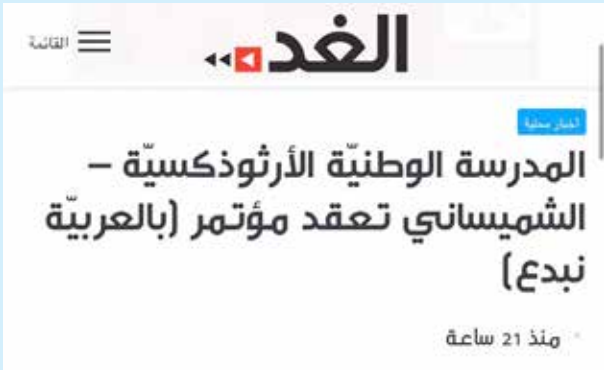 الغد
القائمة
أخبار محلية
المدرسة الوطنيّة الأرثوذكسيّة –
الشميساني تعقد مؤتمر (بالعربيّة
نبدع)
منذ 21 ساعة